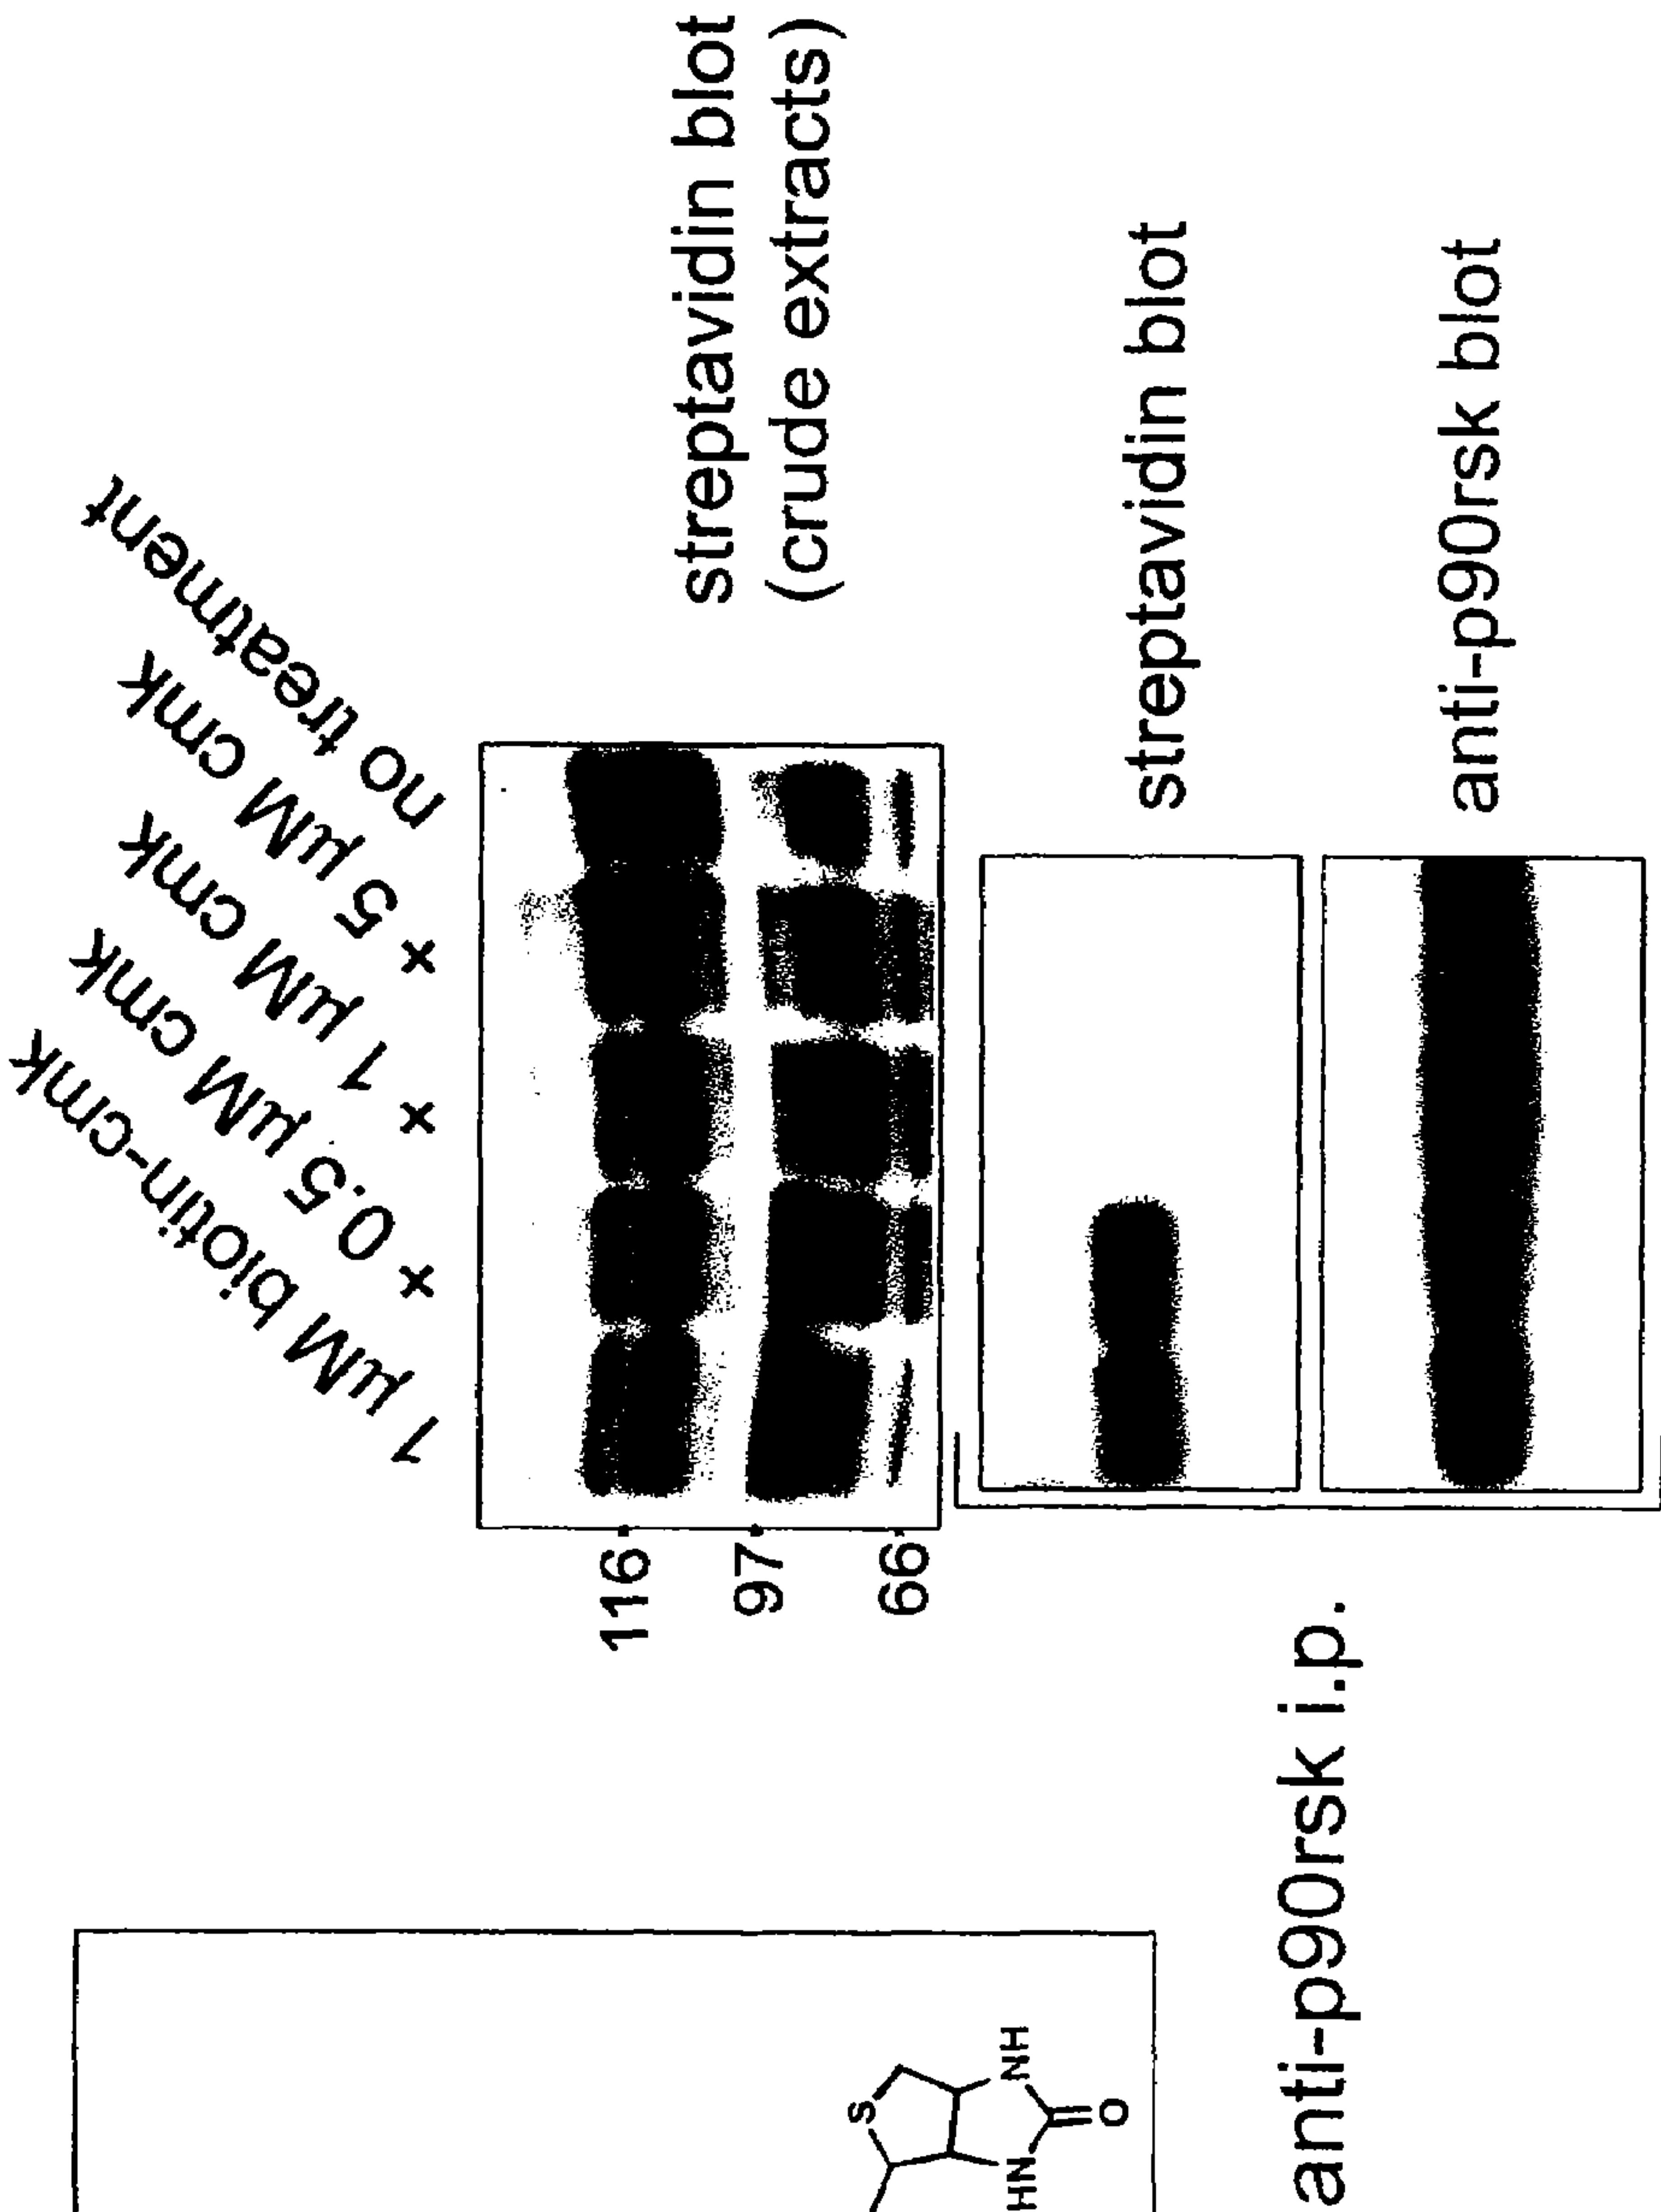 1 µM biotin-cmk
+ 0.5 µM cmk
+ 1 µM cmk
+ 5 µM cmk
no treatment
116
97
66
streptavidin blot
(crude extracts)
anti-p90rsk i.p.
streptavidin blot
anti-p90rsk blot
S
HN
NH
O